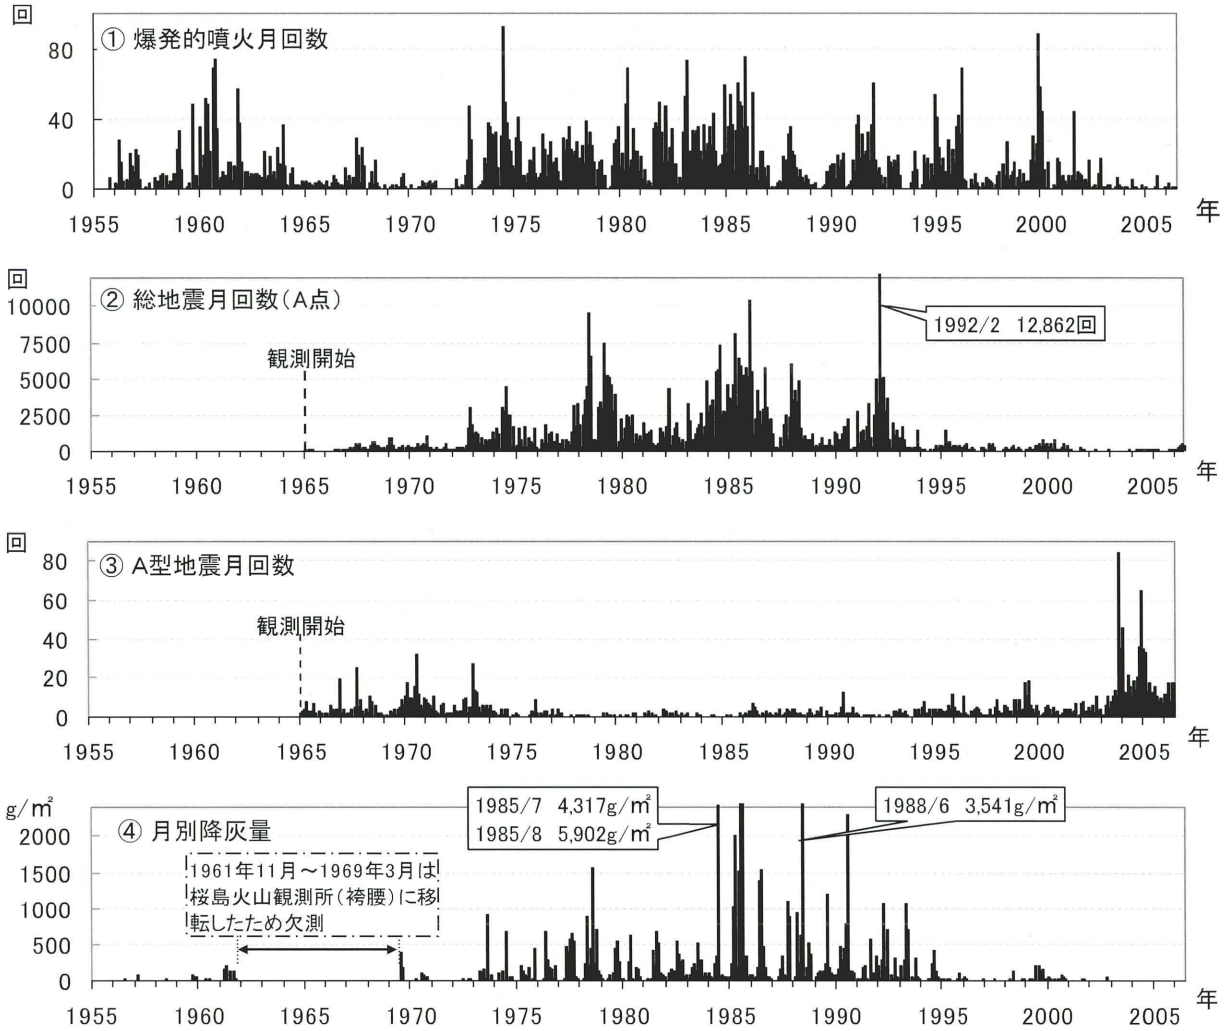 回
① 爆発的噴火月回数
80
40
0
1955 1960 1965 1970 1975 1980 1985 1990 1995 2000 2005
年
回
② 総地震月回数(A点)
10000
7500
5000
2500
0
観測開始
1992/2 12,862回
1955 1960 1965 1970 1975 1980 1985 1990 1995 2000 2005
年
回
③ A型地震月回数
80
60
40
20
0
観測開始
1955 1960 1965 1970 1975 1980 1985 1990 1995 2000 2005
年
g/㎡
④ 月別降灰量
2000
1500
1000
500
0
1961年11月～1969年3月は
桜島火山観測所(袴腰)に移
転したため欠測
1985/7 4,317g/㎡
1985/8 5,902g/㎡
1988/6 3,541g/㎡
1955 1960 1965 1970 1975 1980 1985 1990 1995 2000 2005
年